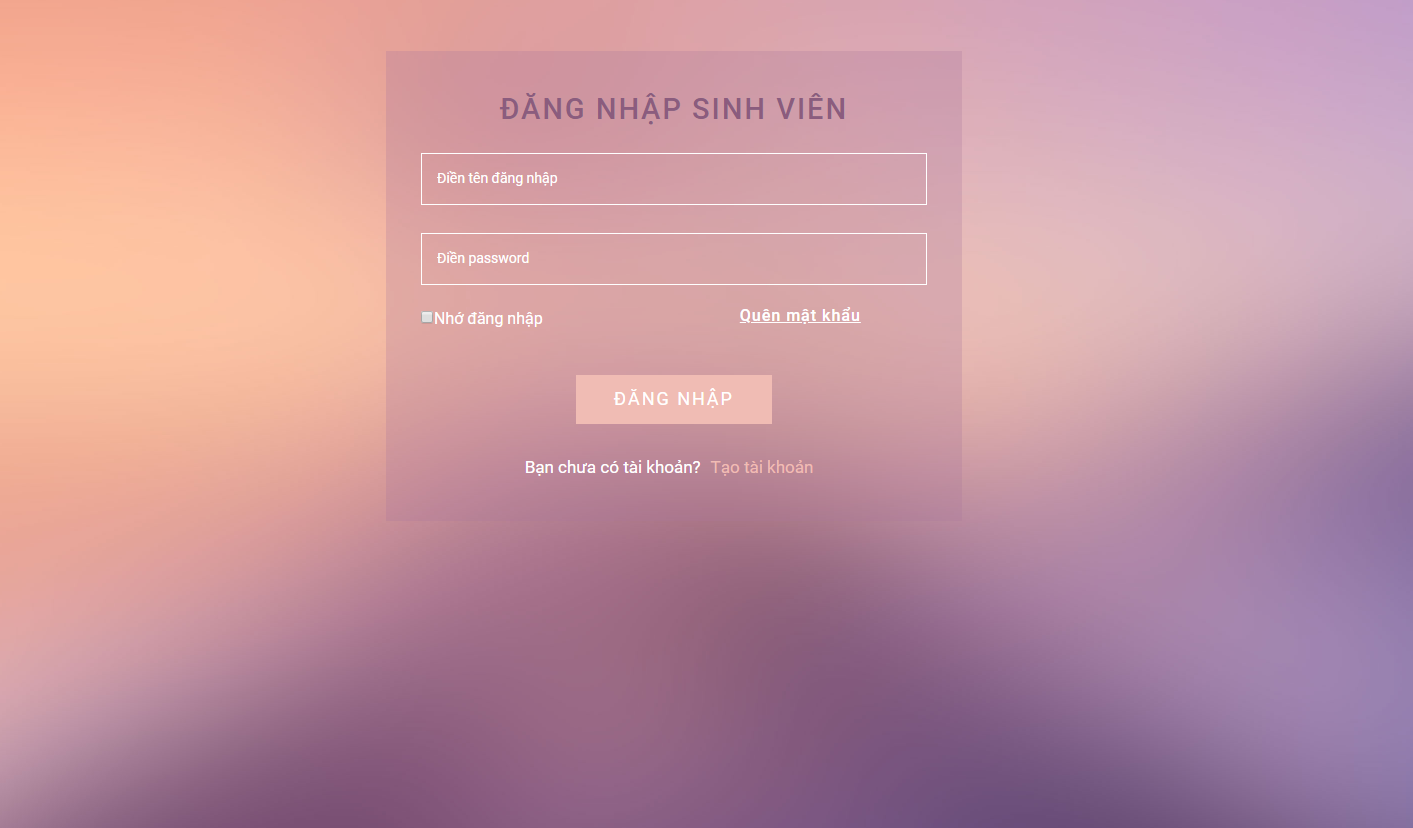 ĐĂNG NHẬP SINH VIÊN
Điền tên đăng nhập
Điền password
Nhớ đăng nhập Quên mật khẩu
ĐĂNG NHẬP
Bạn chưa có tài khoản? Tạo tài khoản